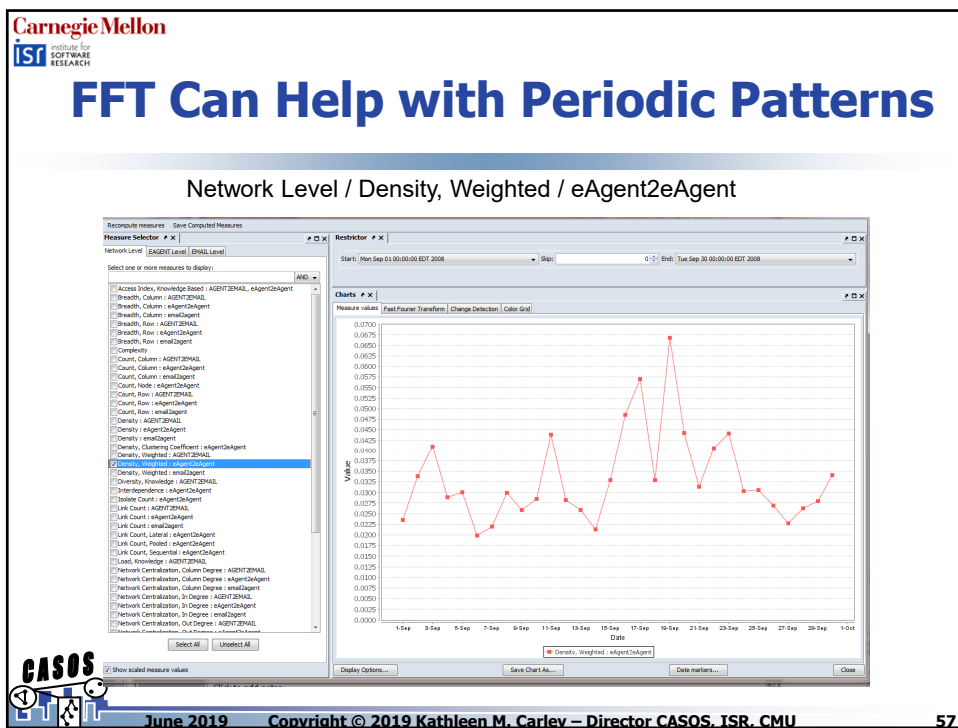 Carnegie Mellon
isr institute for
SOFTWARE
RESEARCH
FFT Can Help with Periodic Patterns
Network Level / Density, Weighted / eAgent2eAgent
Recompute measures Save Computed Measures
Measure Selector
Network Level EAGENT Level EMAIL Level
Select one or more measures to display:
AND
Access Index, Knowledge Based : AGENT2EMAIL, eAgent2eAgent
Breadth, Column : AGENT2EMAIL
Breadth, Column : eAgent2eAgent
Breadth, Column : email2agent
Breadth, Row : AGENT2EMAIL
Breadth, Row : eAgent2eAgent
Breadth, Row : email2agent
Complexity
Count, Column : AGENT2EMAIL
Count, Column : eAgent2eAgent
Count, Column : email2agent
Count, Node : eAgent2eAgent
Count, Row : AGENT2EMAIL
Count, Row : eAgent2eAgent
Count, Row : email2agent
Density : AGENT2EMAIL
Density : eAgent2eAgent
Density : email2agent
Density, Clustering Coefficient : eAgent2eAgent
Density, Weighted : AGENT2EMAIL
Density, Weighted : eAgent2eAgent
Density, Weighted : email2agent
Diversity, Knowledge : AGENT2EMAIL
Interdependence : eAgent2eAgent
Isolate Count : eAgent2eAgent
Link Count : AGENT2EMAIL
Link Count : eAgent2eAgent
Link Count : email2agent
Link Count, Lateral : eAgent2eAgent
Link Count, Pooled : eAgent2eAgent
Link Count, Sequential : eAgent2eAgent
Load, Knowledge : AGENT2EMAIL
Network Centralization, Column Degree : AGENT2EMAIL
Network Centralization, Column Degree : eAgent2eAgent
Network Centralization, Column Degree : email2agent
Network Centralization, In Degree : AGENT2EMAIL
Network Centralization, In Degree : eAgent2eAgent
Network Centralization, In Degree : email2agent
Network Centralization, Out Degree : AGENT2EMAIL
Network Centralization, Out Degree : eAgent2eAgent
Select All Unselect All
Show scaled measure values
Restrictor
Start: Mon Sep 01 00:00:00 EDT 2008 Skip: 0 End: Tue Sep 30 00:00:00 EDT 2008
Charts
Measure values Fast Fourier Transform Change Detection Color Grid
0.0700
0.0675
0.0650
0.0625
0.0600
0.0575
0.0550
0.0525
0.0500
0.0475
0.0450
0.0425
0.0400
0.0375
0.0350
0.0325
0.0300
0.0275
0.0250
0.0225
0.0200
0.0175
0.0150
0.0125
0.0100
0.0075
0.0050
0.0025
0.0000
Value
1-Sep 3-Sep 5-Sep 7-Sep 9-Sep 11-Sep 13-Sep 15-Sep 17-Sep 19-Sep 21-Sep 23-Sep 25-Sep 27-Sep 29-Sep 1-Oct
Date
Density, Weighted : eAgent2eAgent
Display Options... Save Chart As... Date markers... Close
CASOS
June 2019 Copyright © 2019 Kathleen M. Carley – Director CASOS, ISR, CMU 57